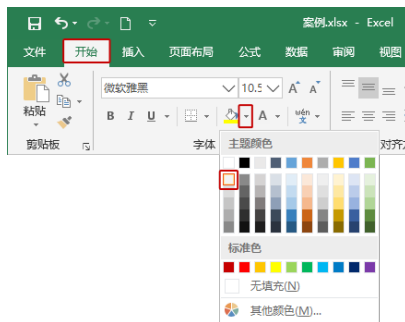 案例.xlsx - Excel
文件 开始 插入 页面布局 公式 数据 审阅 视图
微软雅黑 10.5 A A
粘贴 B I U A wén 文
剪贴板 字体 对齐
主题颜色
标准色
无填充(N)
其他颜色(M)...